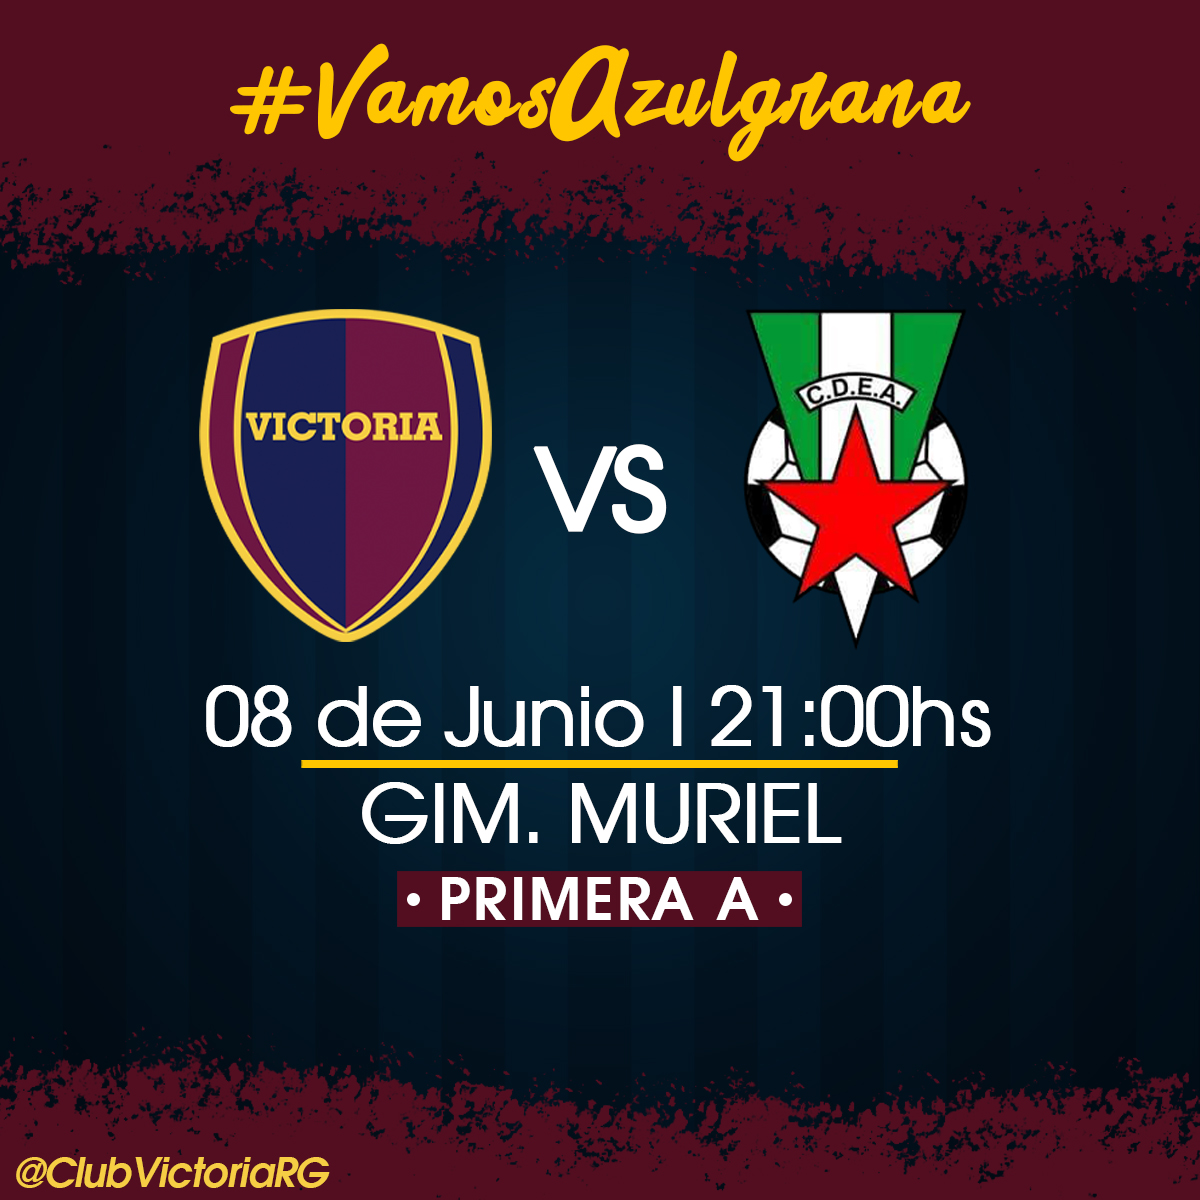 #VamosAzulgrana
VICTORIA
C.D.E.A.
VS
08 de Junio | 21:00hs
GIM. MURIEL
• PRIMERA A •
@ClubVictoriaRG